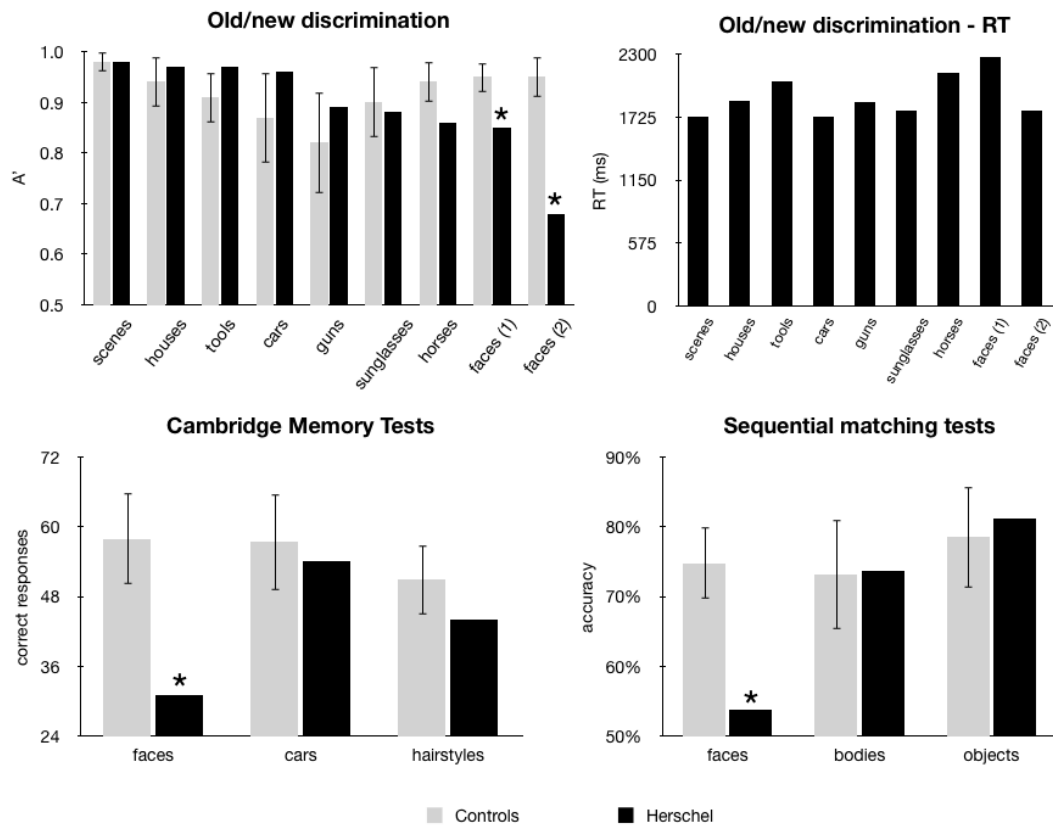 Old/new discrimination
1.0
0.9
0.8
0.7
0.6
0.5
A'
*
*
scenes
houses
tools
cars
guns
sunglasses
horses
faces (1)
faces (2)
Old/new discrimination - RT
2300
1725
1150
575
0
RT (ms)
scenes
houses
tools
cars
guns
sunglasses
horses
faces (1)
faces (2)
Cambridge Memory Tests
72
60
48
36
24
correct responses
*
faces
cars
hairstyles
Sequential matching tests
90%
80%
70%
60%
50%
accuracy
*
faces
bodies
objects
Controls
Herschel